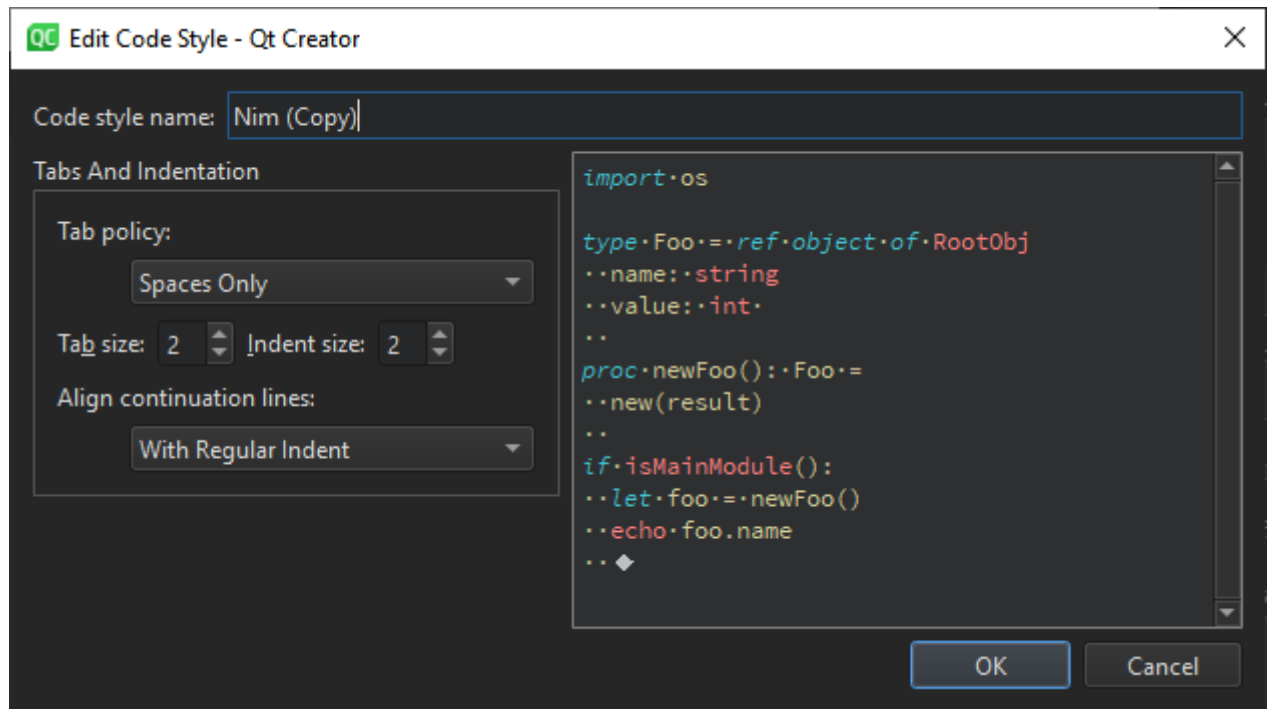 QC Edit Code Style - Qt Creator
Code style name: Nim (Copy)
Tabs And Indentation
Tab policy:
Spaces Only
Tab size: 2 Indent size: 2
Align continuation lines:
With Regular Indent
import·os
type·Foo·=·ref·object·of·RootObj
··name:·string
··value:·int·
··
proc·newFoo():·Foo·=
··new(result)
··
if·isMainModule():
··let·foo·=·newFoo()
··echo·foo.name
··◆
OK Cancel